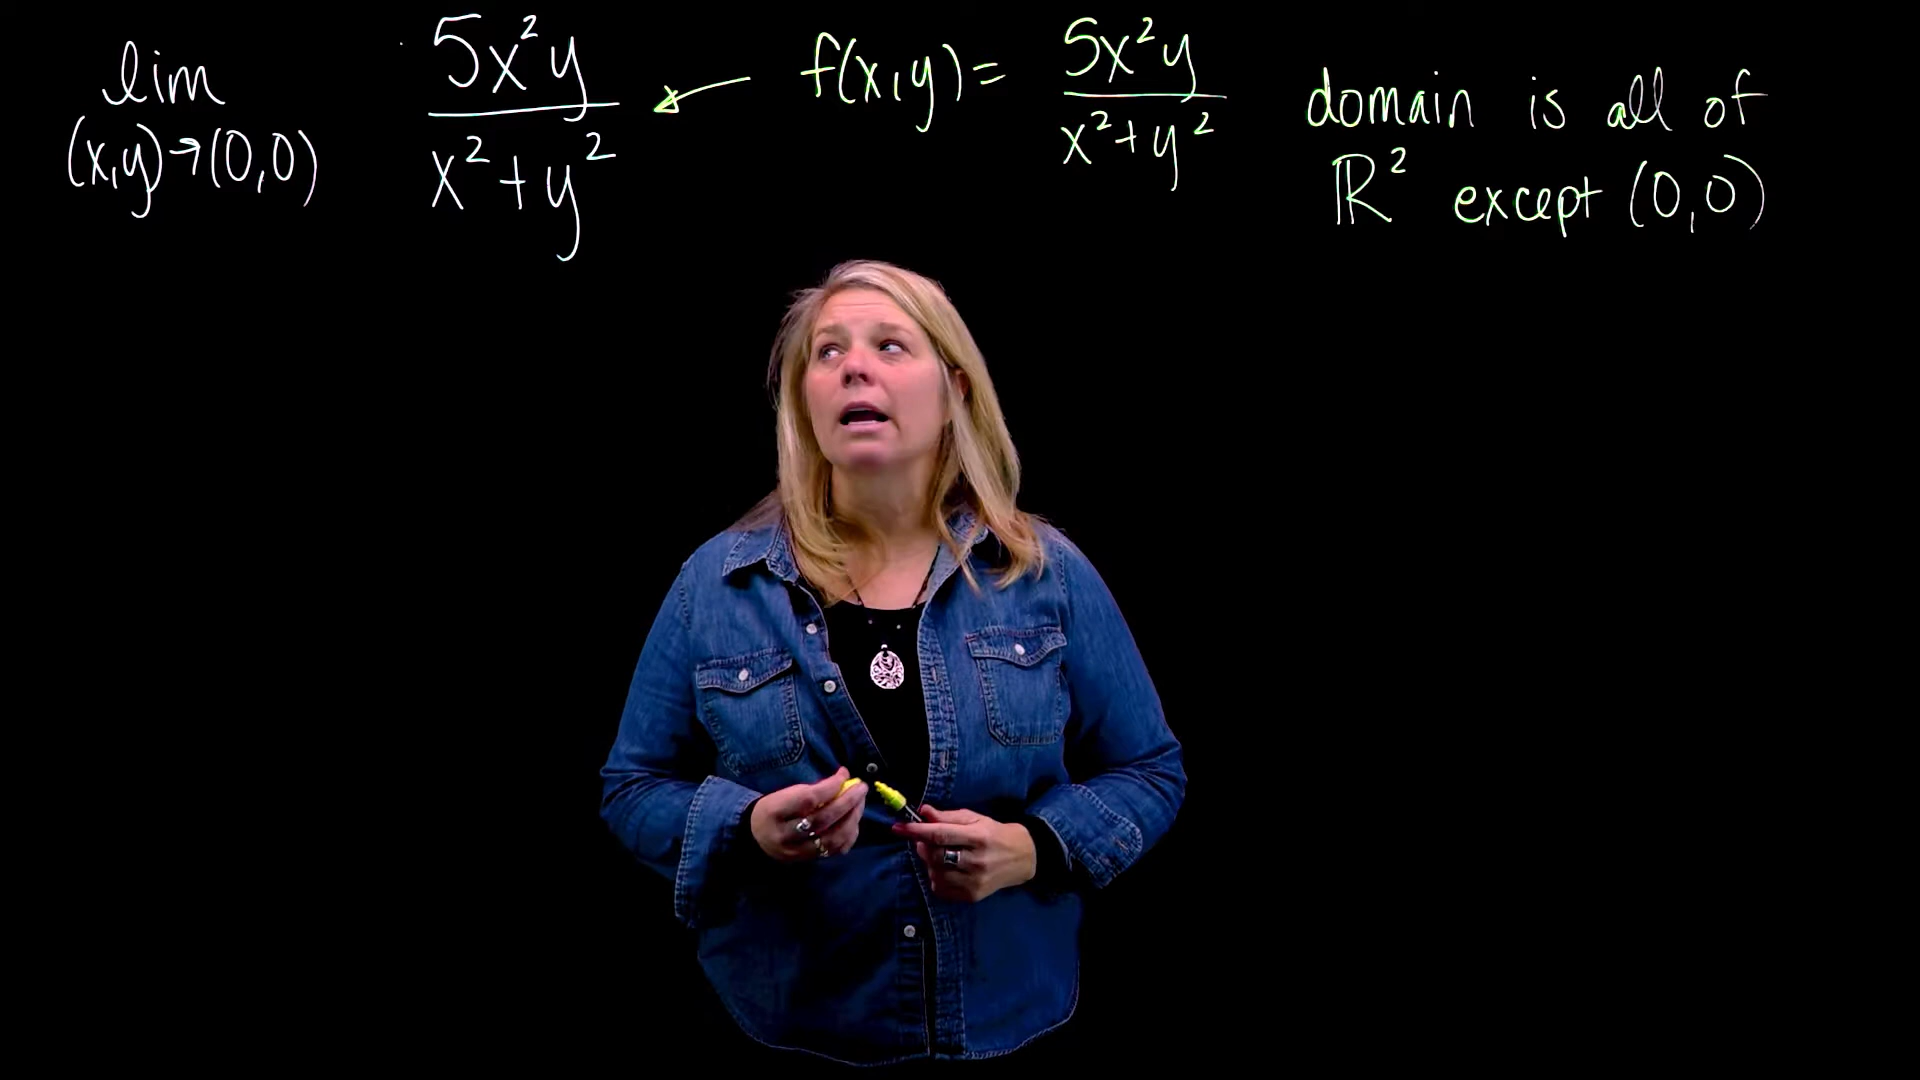 lim (x,y)→(0,0) 5x²y / x²+y² ← f(x,y) = 5x²y / x²+y² domain is all of
ℝ² except (0,0)